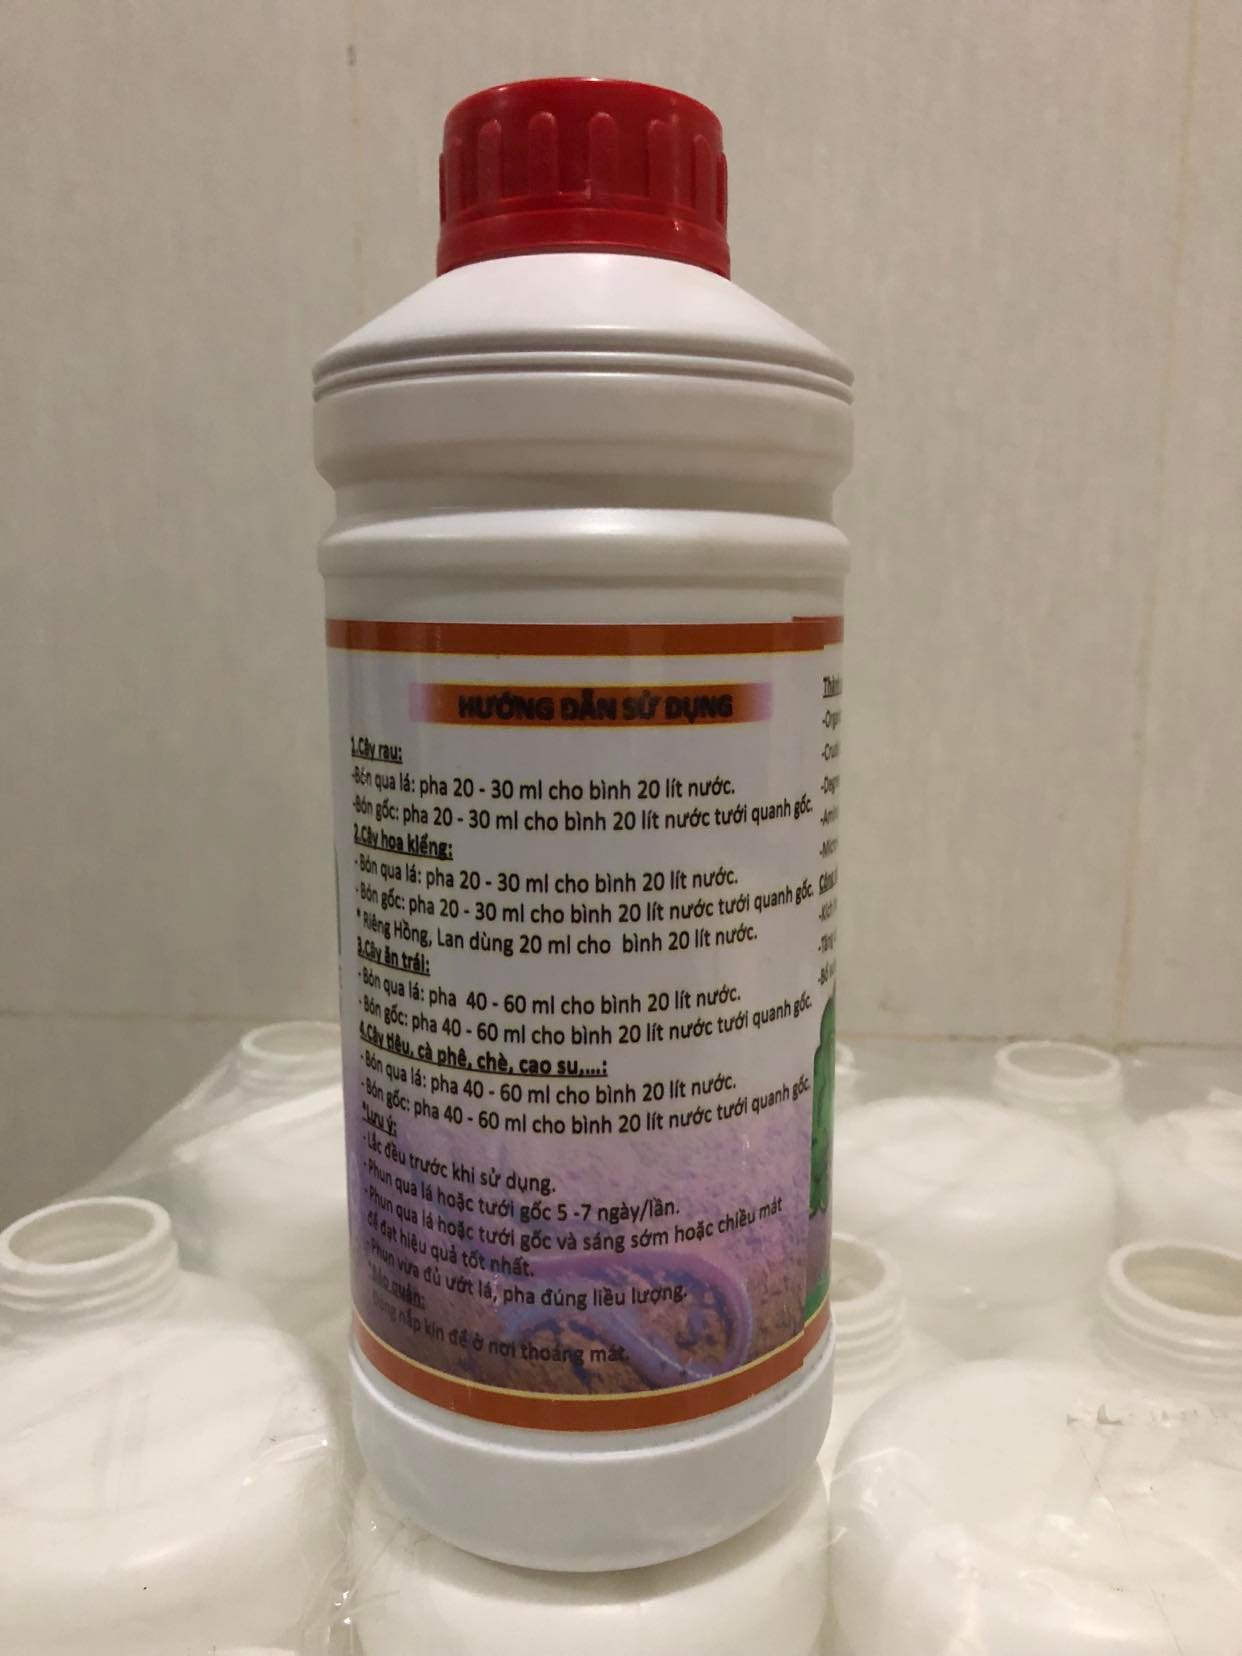 HƯỚNG DẪN SỬ DỤNG
1.Cây rau:
-Bón qua lá: pha 20 - 30 ml cho bình 20 lít nước.
-Bón gốc: pha 20 - 30 ml cho bình 20 lít nước tưới quanh gốc.
2.Cây hoa kiểng:
- Bón qua lá: pha 20 - 30 ml cho bình 20 lít nước.
- Bón gốc: pha 20 - 30 ml cho bình 20 lít nước tưới quanh gốc.
* Riêng Hồng, Lan dùng 20 ml cho bình 20 lít nước.
3.Cây ăn trái:
- Bón qua lá: pha 40 - 60 ml cho bình 20 lít nước.
- Bón gốc: pha 40 - 60 ml cho bình 20 lít nước tưới quanh gốc.
4.Cây tiêu, cà phê, chè, cao su,...:
- Bón qua lá: pha 40 - 60 ml cho bình 20 lít nước.
- Bón gốc: pha 40 - 60 ml cho bình 20 lít nước tưới quanh gốc.
*Lưu ý:
- Lắc đều trước khi sử dụng.
- Phun qua lá hoặc tưới gốc 5 -7 ngày/lần.
- Phun qua lá hoặc tưới gốc và sáng sớm hoặc chiều mát
để đạt hiệu quả tốt nhất.
- Phun vừa đủ ướt lá, pha đúng liều lượng.
*Bảo quản:
Đóng nắp kín để ở nơi thoáng mát.